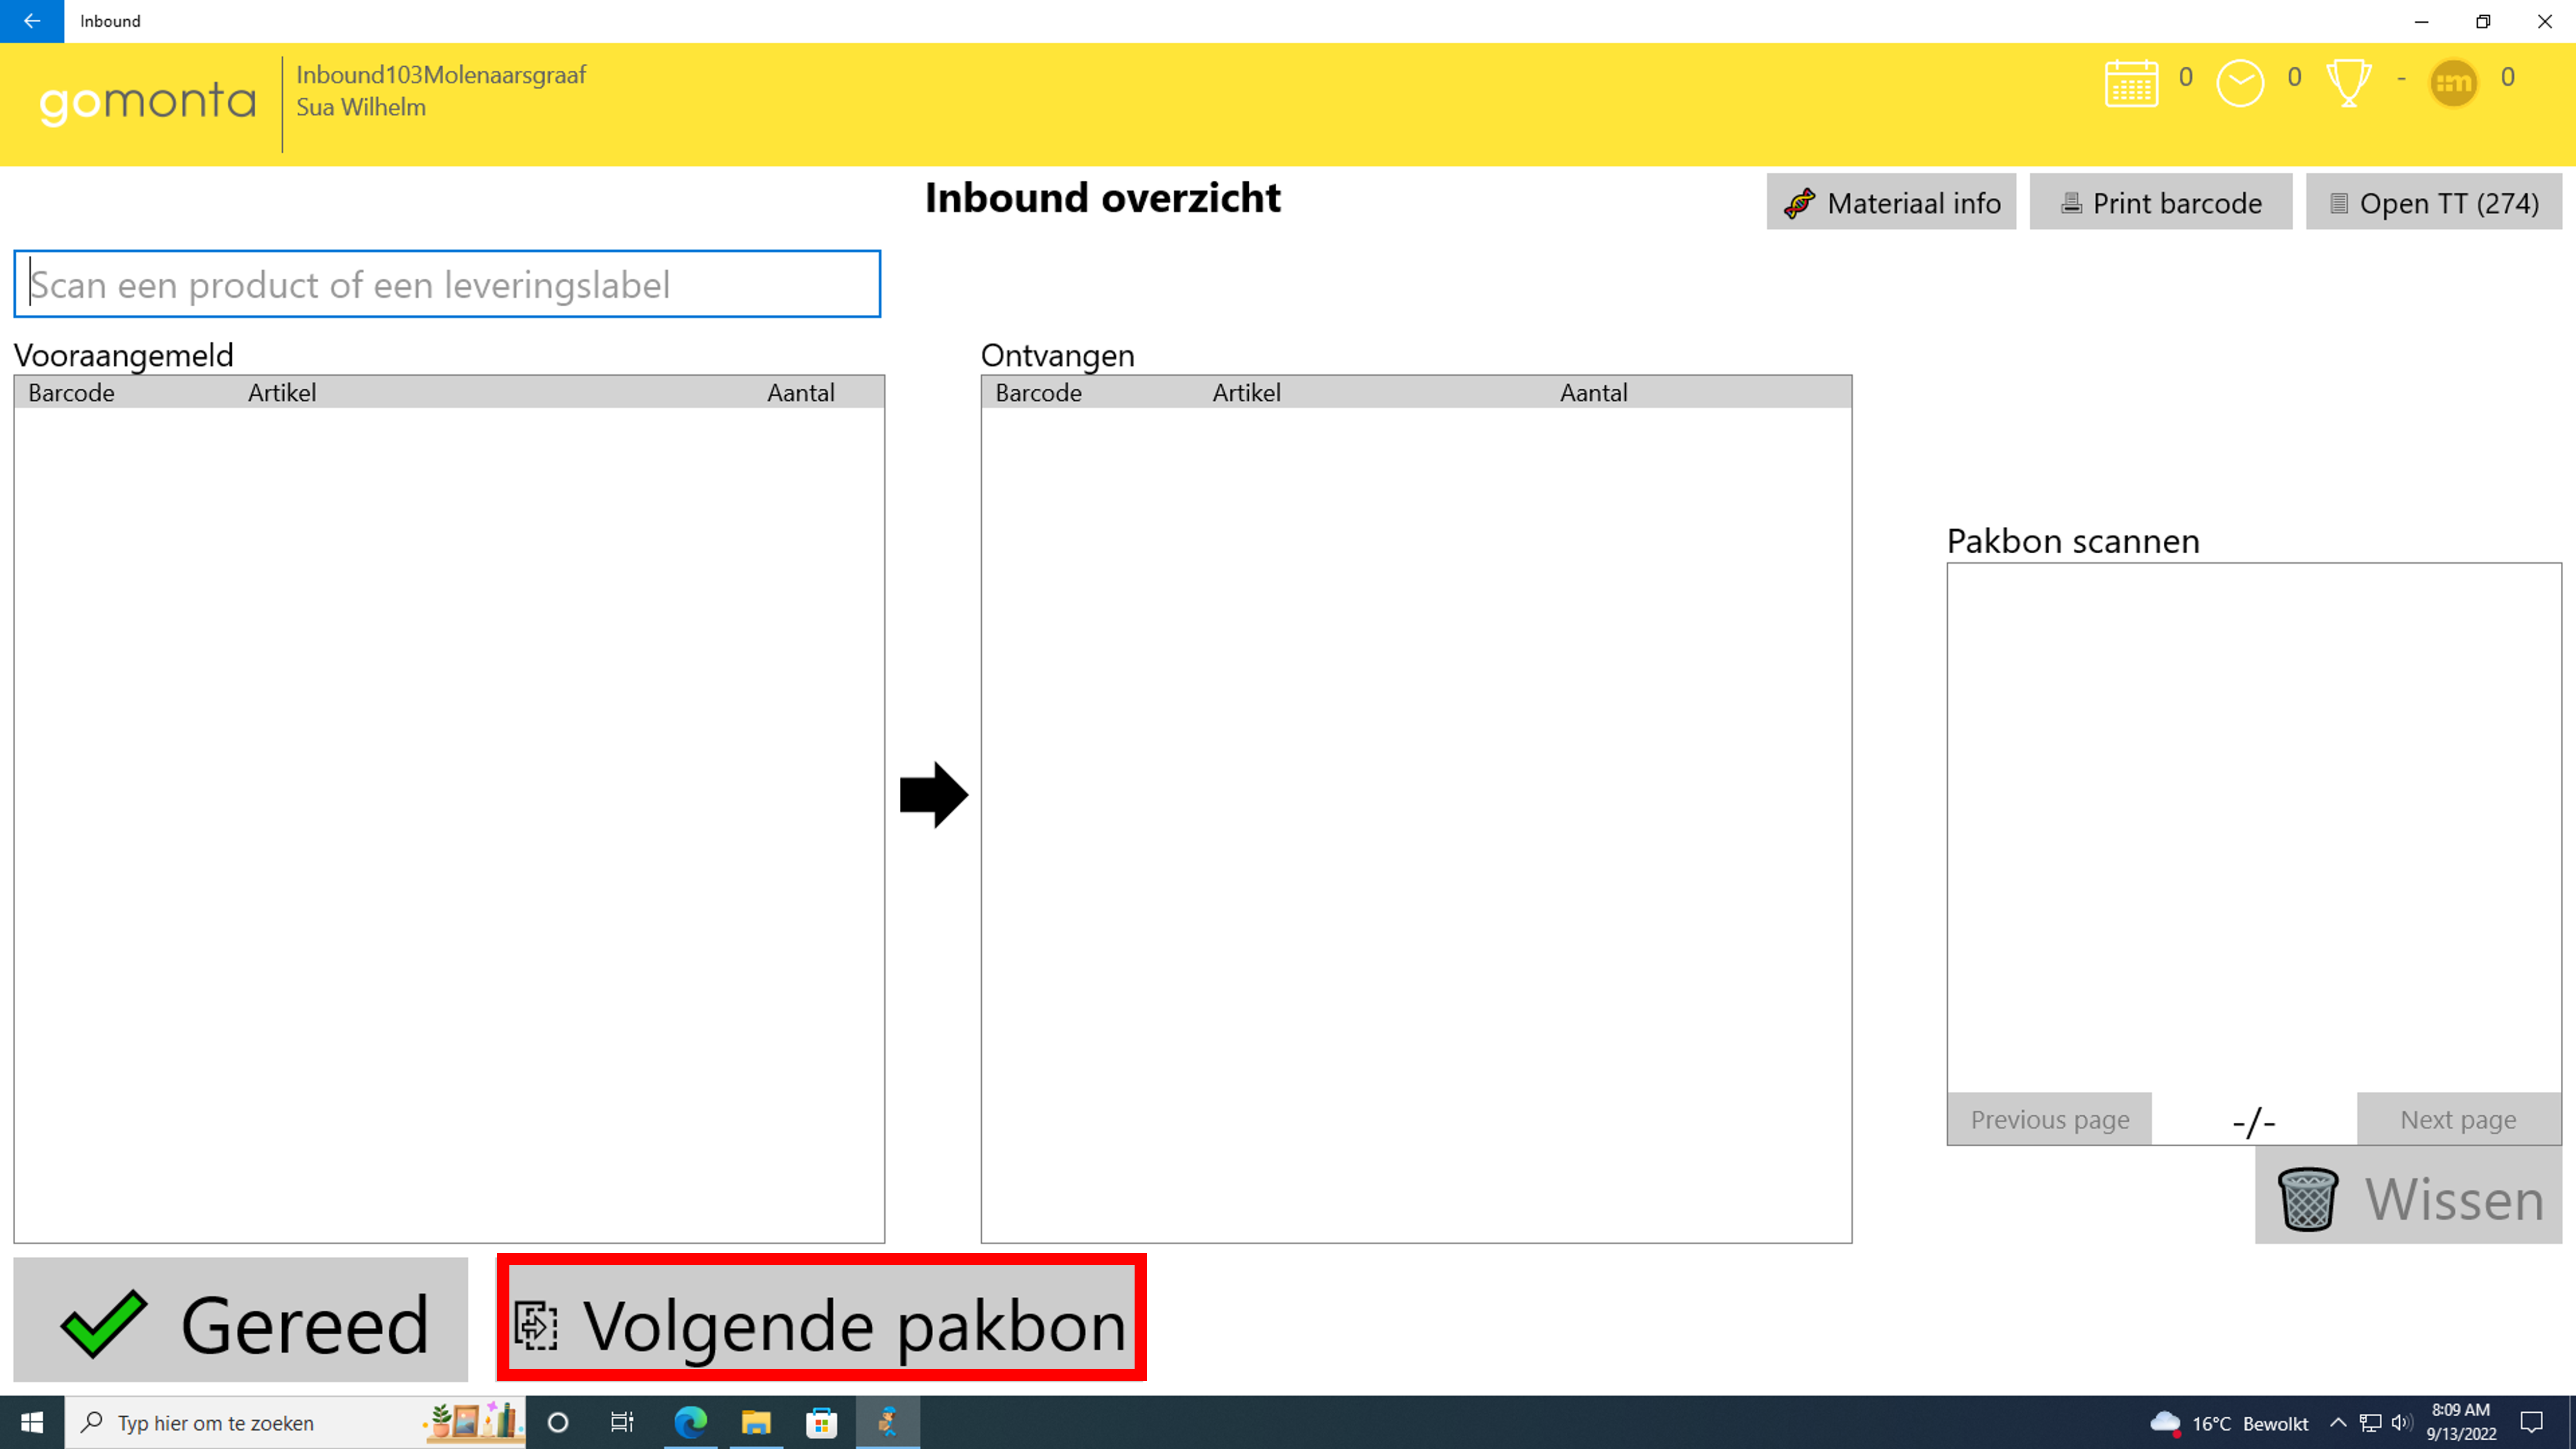 Inbound
gomonta
Inbound103Molenaarsgraaf
Sua Wilhelm
0
0
-
:m
0
Inbound overzicht
Materiaal info
Print barcode
Open TT (274)
Scan een product of een leveringslabel
Vooraangemeld
Barcode Artikel Aantal
Ontvangen
Barcode Artikel Aantal
Pakbon scannen
Previous page
-/-
Next page
Wissen
Gereed
Volgende pakbon
Typ hier om te zoeken
16°C Bewolkt
8:09 AM
9/13/2022